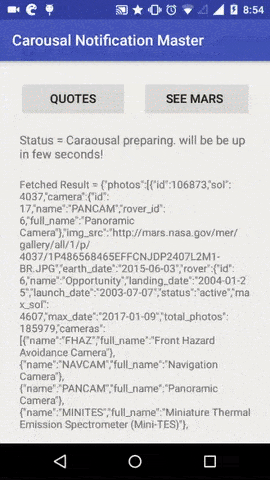 8:54
Carousal Notification Master
QUOTES
SEE MARS
Status = Caraousal preparing. will be be up
in few seconds!
Fetched Result = {"photos":[{"id":106873,"sol":
4037,"camera":{"id":
17,"name":"PANCAM","rover_id":
6,"full_name":"Panoramic
Camera"},"img_src":"http://mars.nasa.gov/mer/
gallery/all/1/p/
4037/1P486568465EFFCNJDP2407L2M1-
BR.JPG","earth_date":"2015-06-03","rover":{"id":
6,"name":"Opportunity","landing_date":"2004-01-2
5","launch_date":"2003-07-07","status":"active","ma
x_sol":
4607,"max_date":"2017-01-09","total_photos":
185979,"cameras":
[{"name":"FHAZ","full_name":"Front Hazard
Avoidance Camera"},
{"name":"NAVCAM","full_name":"Navigation
Camera"},
{"name":"PANCAM","full_name":"Panoramic
Camera"},
{"name":"MINITES","full_name":"Miniature Thermal
Emission Spectrometer (Mini-TES)"},